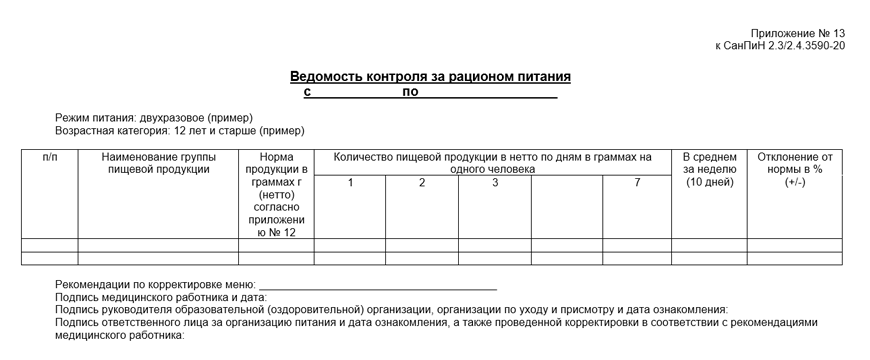 Приложение № 13
к СанПиН 2.3/2.4.3590-20
Ведомость контроля за рационом питания
с по
Режим питания: двухразовое (пример)
Возрастная категория: 12 лет и старше (пример)
п/п
Наименование группы
пищевой продукции
Норма
продукции в
граммах г
(нетто)
согласно
приложени
ю № 12
Количество пищевой продукции в нетто по дням в граммах на
одного человека
1 2 3 7
В среднем
за неделю
(10 дней)
Отклонение от
нормы в %
(+/-)
Рекомендации по корректировке меню:
Подпись медицинского работника и дата:
Подпись руководителя образовательной (оздоровительной) организации, организации по уходу и присмотру и дата ознакомления:
Подпись ответственного лица за организацию питания и дата ознакомления, а также проведенной корректировки в соответствии с рекомендациями
медицинского работника: